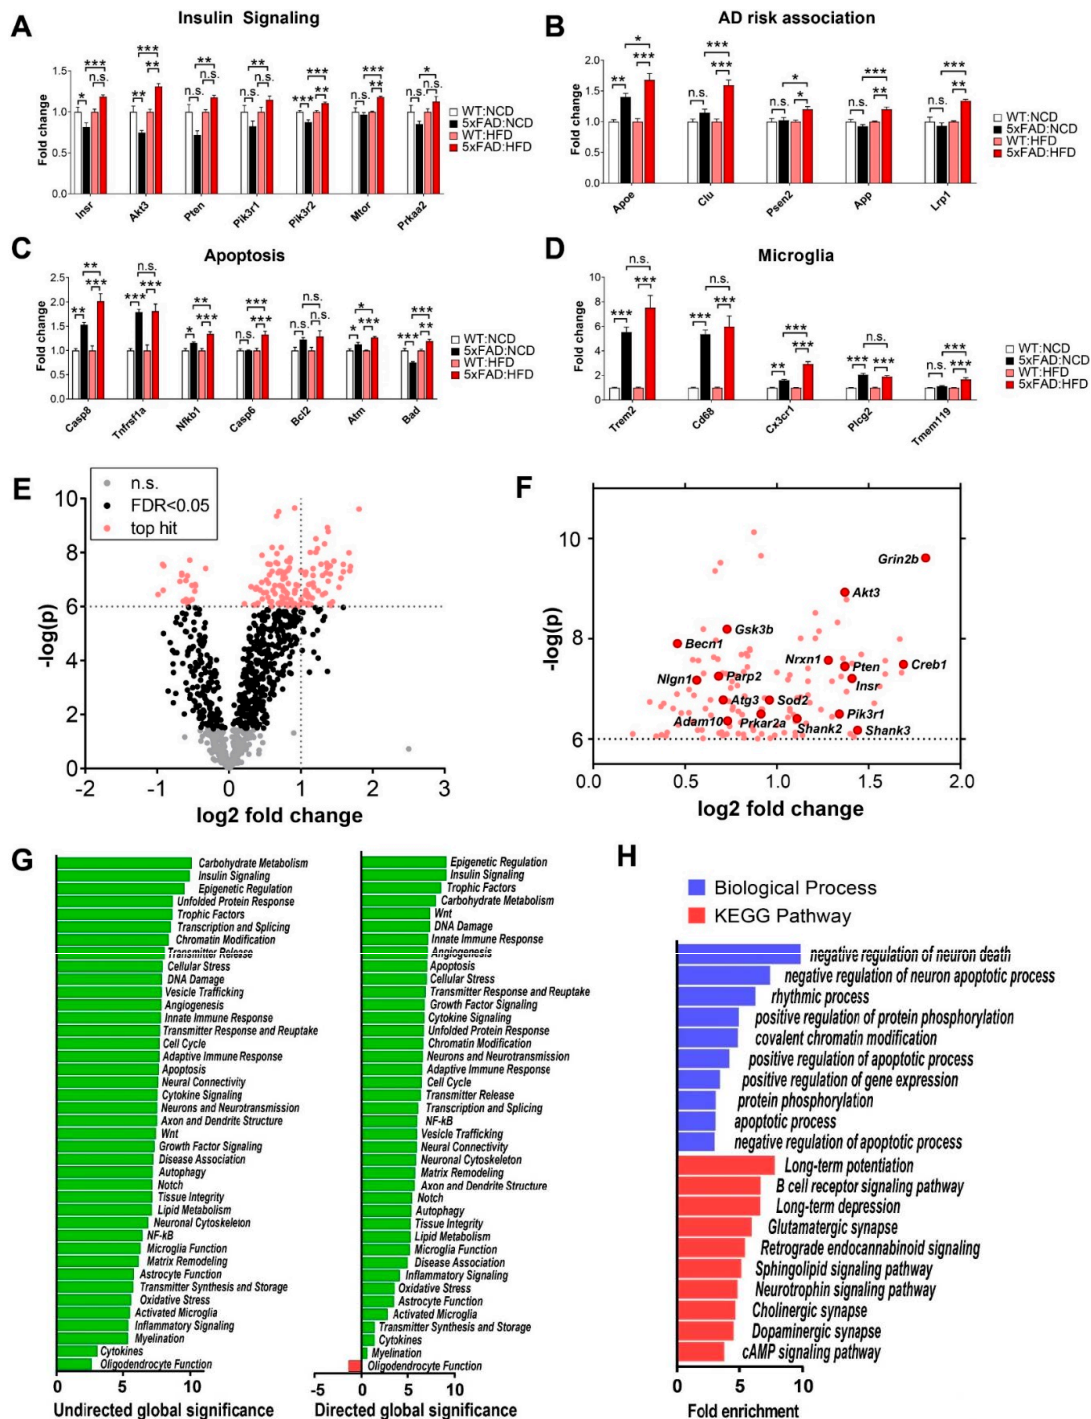 A
Insulin Signaling
Fold change
1.5
1.0
0.5
0.0
* ***
n.s.
** ***
**
n.s. **
n.s.
n.s. **
n.s.
*** ***
**
n.s. ***
**
n.s. *
n.s.
Insr
Akt3
Pten
Pik3r1
Pik3r2
Mtor
Prkaa2
WT:NCD
5xFAD:NCD
WT:HFD
5xFAD:HFD
B
AD risk association
Fold change
2.0
1.5
1.0
0.5
0.0
** *
***
n.s. ***
***
n.s. *
*
n.s. ***
**
n.s. ***
**
Apoe
Clu
Psen2
App
Lrp1
WT:NCD
5xFAD:NCD
WT:HFD
5xFAD:HFD
C
Apoptosis
Fold change
2.5
2.0
1.5
1.0
0.5
0.0
** **
***
*** n.s.
***
* **
***
n.s. ***
***
n.s. n.s.
n.s.
* *
***
*** ***
**
Casp8
Tnfrsf1a
Nfkb1
Casp6
Bcl2
Atm
Bad
WT:NCD
5xFAD:NCD
WT:HFD
5xFAD:HFD
D
Microglia
Fold change
10
8
6
4
2
0
*** n.s.
***
*** n.s.
***
** ***
***
*** n.s.
***
n.s. ***
***
Trem2
Cd68
Cx3cr1
Plcg2
Tmem119
WT:NCD
5xFAD:NCD
WT:HFD
5xFAD:HFD
E
n.s.
FDR<0.05
top hit
-log(p)
10
8
6
4
2
0
-2 -1 0 1 2 3
log2 fold change
F
-log(p)
10
8
6
Grin2b
Akt3
Gsk3b
Becn1
Nrxn1
Pten
Creb1
Nlgn1
Parp2
Insr
Atg3
Sod2
Adam10
Prkar2a
Pik3r1
Shank2
Shank3
0.0 0.5 1.0 1.5 2.0
log2 fold change
G
Carbohydrate Metabolism
Insulin Signaling
Epigenetic Regulation
Unfolded Protein Response
Trophic Factors
Transcription and Splicing
Chromatin Modification
Transmitter Release
Cellular Stress
DNA Damage
Vesicle Trafficking
Angiogenesis
Innate Immune Response
Transmitter Response and Reuptake
Cell Cycle
Adaptive Immune Response
Apoptosis
Neural Connectivity
Cytokine Signaling
Neurons and Neurotransmission
Axon and Dendrite Structure
Wnt
Growth Factor Signaling
Disease Association
Autophagy
Notch
Tissue Integrity
Lipid Metabolism
Neuronal Cytoskeleton
NF-kB
Microglia Function
Matrix Remodeling
Astrocyte Function
Transmitter Synthesis and Storage
Oxidative Stress
Activated Microglia
Inflammatory Signaling
Myelination
Cytokines
Oligodendrocyte Function
0 5 10
Undirected global significance
Epigenetic Regulation
Insulin Signaling
Trophic Factors
Carbohydrate Metabolism
Wnt
DNA Damage
Innate Immune Response
Angiogenesis
Apoptosis
Cellular Stress
Transmitter Response and Reuptake
Growth Factor Signaling
Cytokine Signaling
Unfolded Protein Response
Chromatin Modification
Neurons and Neurotransmission
Adaptive Immune Response
Cell Cycle
Transmitter Release
Transcription and Splicing
NF-kB
Vesicle Trafficking
Neural Connectivity
Neuronal Cytoskeleton
Matrix Remodeling
Axon and Dendrite Structure
Notch
Autophagy
Tissue Integrity
Lipid Metabolism
Microglia Function
Disease Association
Inflammatory Signaling
Oxidative Stress
Astrocyte Function
Activated Microglia
Transmitter Synthesis and Storage
Cytokines
Myelination
Oligodendrocyte Function
-5 0 5 10
Directed global significance
H
Biological Process
KEGG Pathway
negative regulation of neuron death
negative regulation of neuron apoptotic process
rhythmic process
positive regulation of protein phosphorylation
covalent chromatin modification
positive regulation of apoptotic process
positive regulation of gene expression
protein phosphorylation
apoptotic process
negative regulation of apoptotic process
Long-term potentiation
B cell receptor signaling pathway
Long-term depression
Glutamatergic synapse
Retrograde endocannabinoid signaling
Sphingolipid signaling pathway
Neurotrophin signaling pathway
Cholinergic synapse
Dopaminergic synapse
cAMP signaling pathway
0 5 10
Fold enrichment